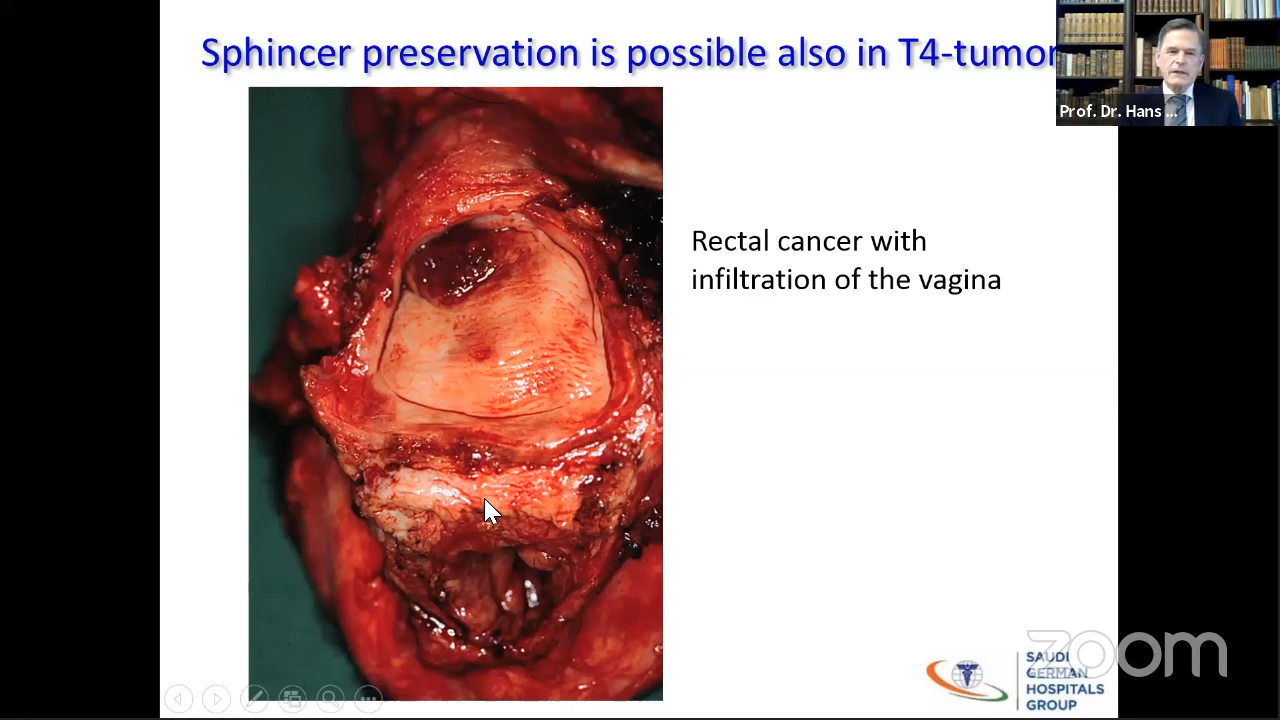 Sphincer preservation is possible also in T4-tumor
Prof. Dr. Hans ...
Rectal cancer with
infiltration of the vagina
zoom
SAUDI
GERMAN
HOSPITALS
GROUP